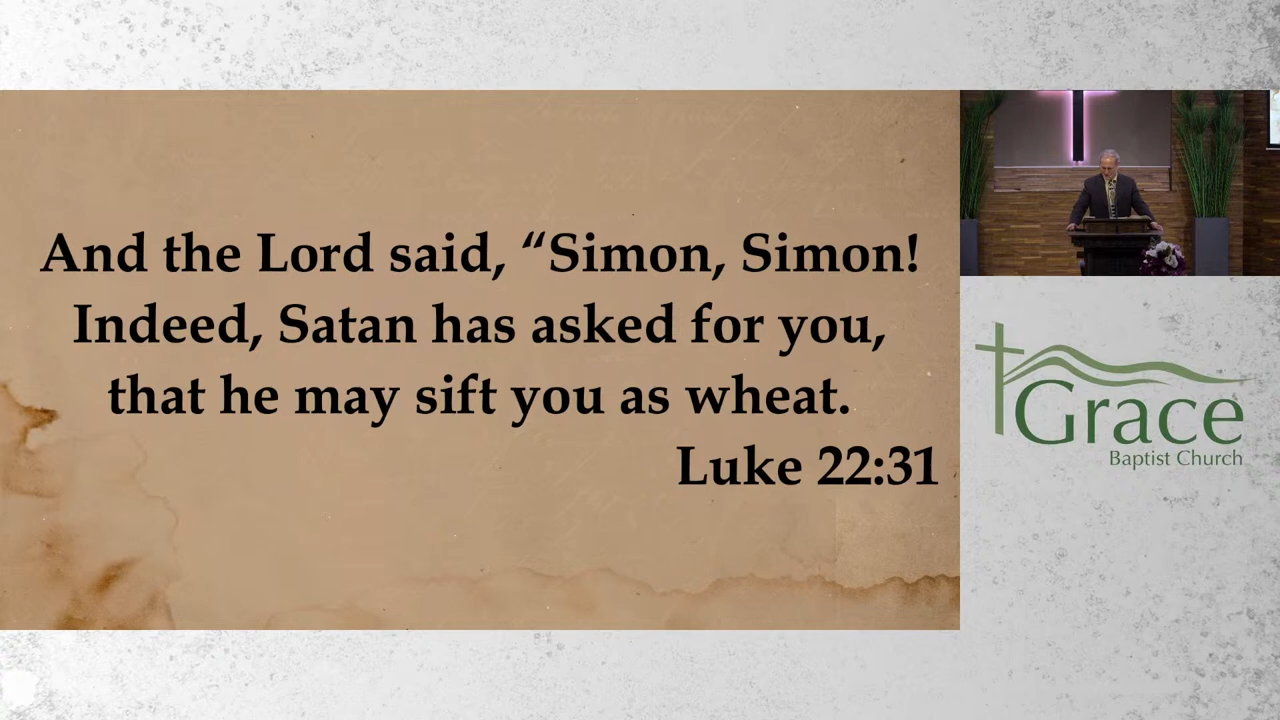 And the Lord said, “Simon, Simon!
Indeed, Satan has asked for you,
that he may sift you as wheat.
Luke 22:31
Grace
Baptist Church